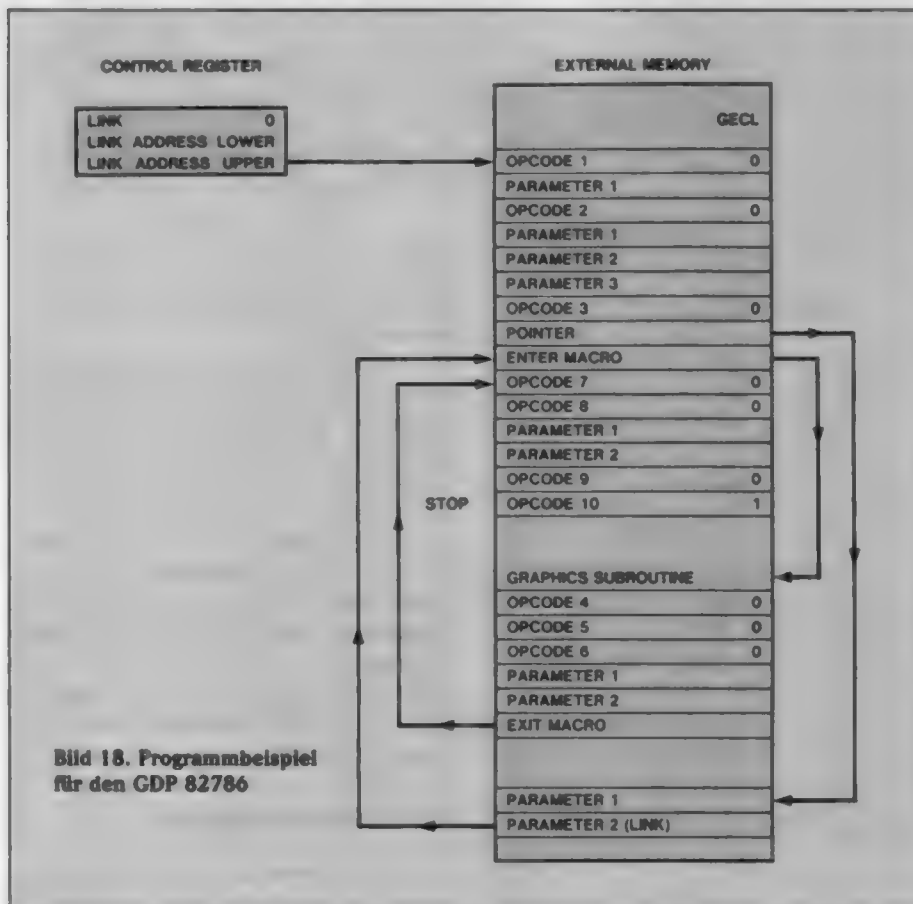 CONTROL REGISTER
LINK 0
LINK ADDRESS LOWER
LINK ADDRESS UPPER
EXTERNAL MEMORY
GECL
OPCODE 1 0
PARAMETER 1
OPCODE 2 0
PARAMETER 1
PARAMETER 2
PARAMETER 3
OPCODE 3 0
POINTER
ENTER MACRO
OPCODE 7 0
OPCODE 8 0
PARAMETER 1
PARAMETER 2
OPCODE 9 0
STOP
OPCODE 10 1
GRAPHICS SUBROUTINE
OPCODE 4 0
OPCODE 5 0
OPCODE 6 0
PARAMETER 1
PARAMETER 2
EXIT MACRO
PARAMETER 1
PARAMETER 2 (LINK)
Bild 18. Programmbeispiel
für den GDP 82786